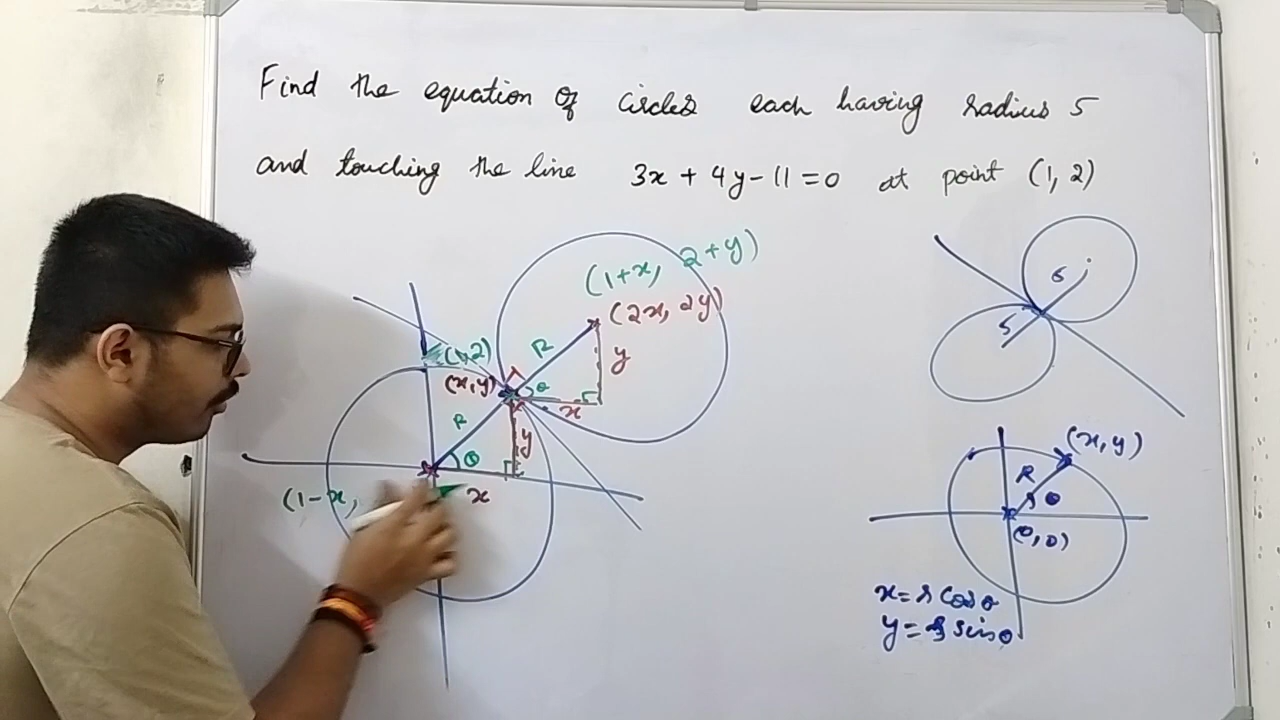 Find the equation of circles each having radius 5
and touching the line 3x + 4y - 11 = 0 at point (1, 2)
(1+x, 2+y)
(2x, 2y)
R
y
(1,2)
(x,y)
θ
x
R
y
θ
(1-x,
x
6
5
(x,y)
R
θ
(0,0)
x = r cos θ
y = r sin θ